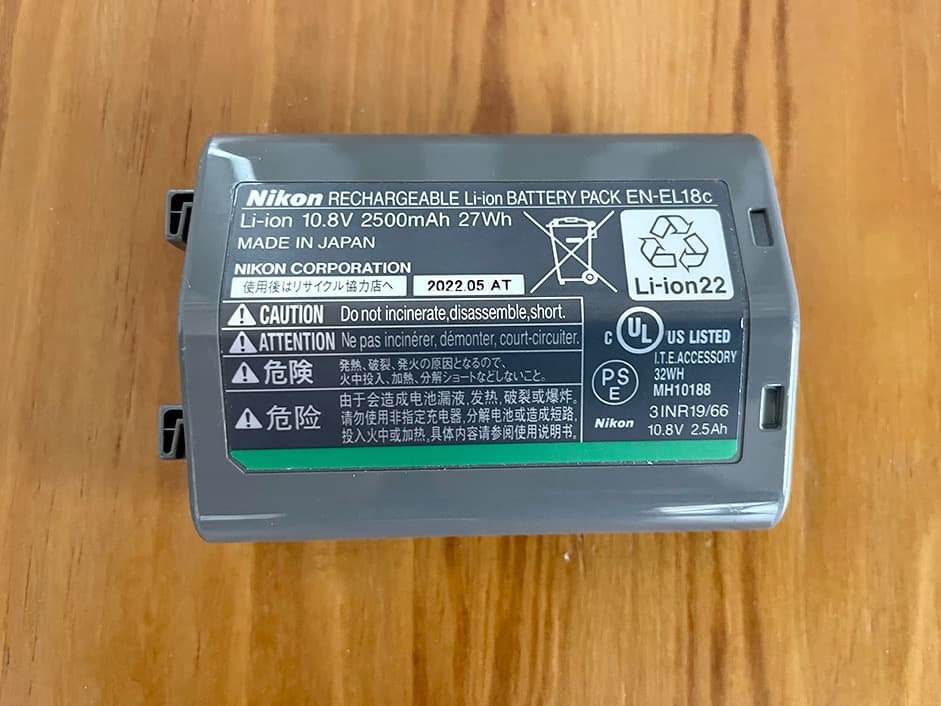 Nikon RECHARGEABLE Li-ion BATTERY PACK EN-EL18c
Li-ion 10.8V 2500mAh 27Wh
MADE IN JAPAN
NIKON CORPORATION
使用後はリサイクル協力店へ
2022.05 AT
Li-ion22
CAUTION Do not incinerate,disassemble,short.
ATTENTION Ne pas incinérer, démonter, court-circuiter.
危険 発熱、破裂、発火の原因となるので、
火中投入、加熱、分解ショートなどしないこと。
危险 由于会造成电池漏液,发热,破裂或爆炸。
请勿使用非指定充电器,分解电池或造成短路,
投入火中或加热,具体内容请参阅使用说明书。
C UL US LISTED
I.T.E.ACCESSORY
32WH
MH10188
PS
E
Nikon
3INR19/66
10.8V 2.5Ah